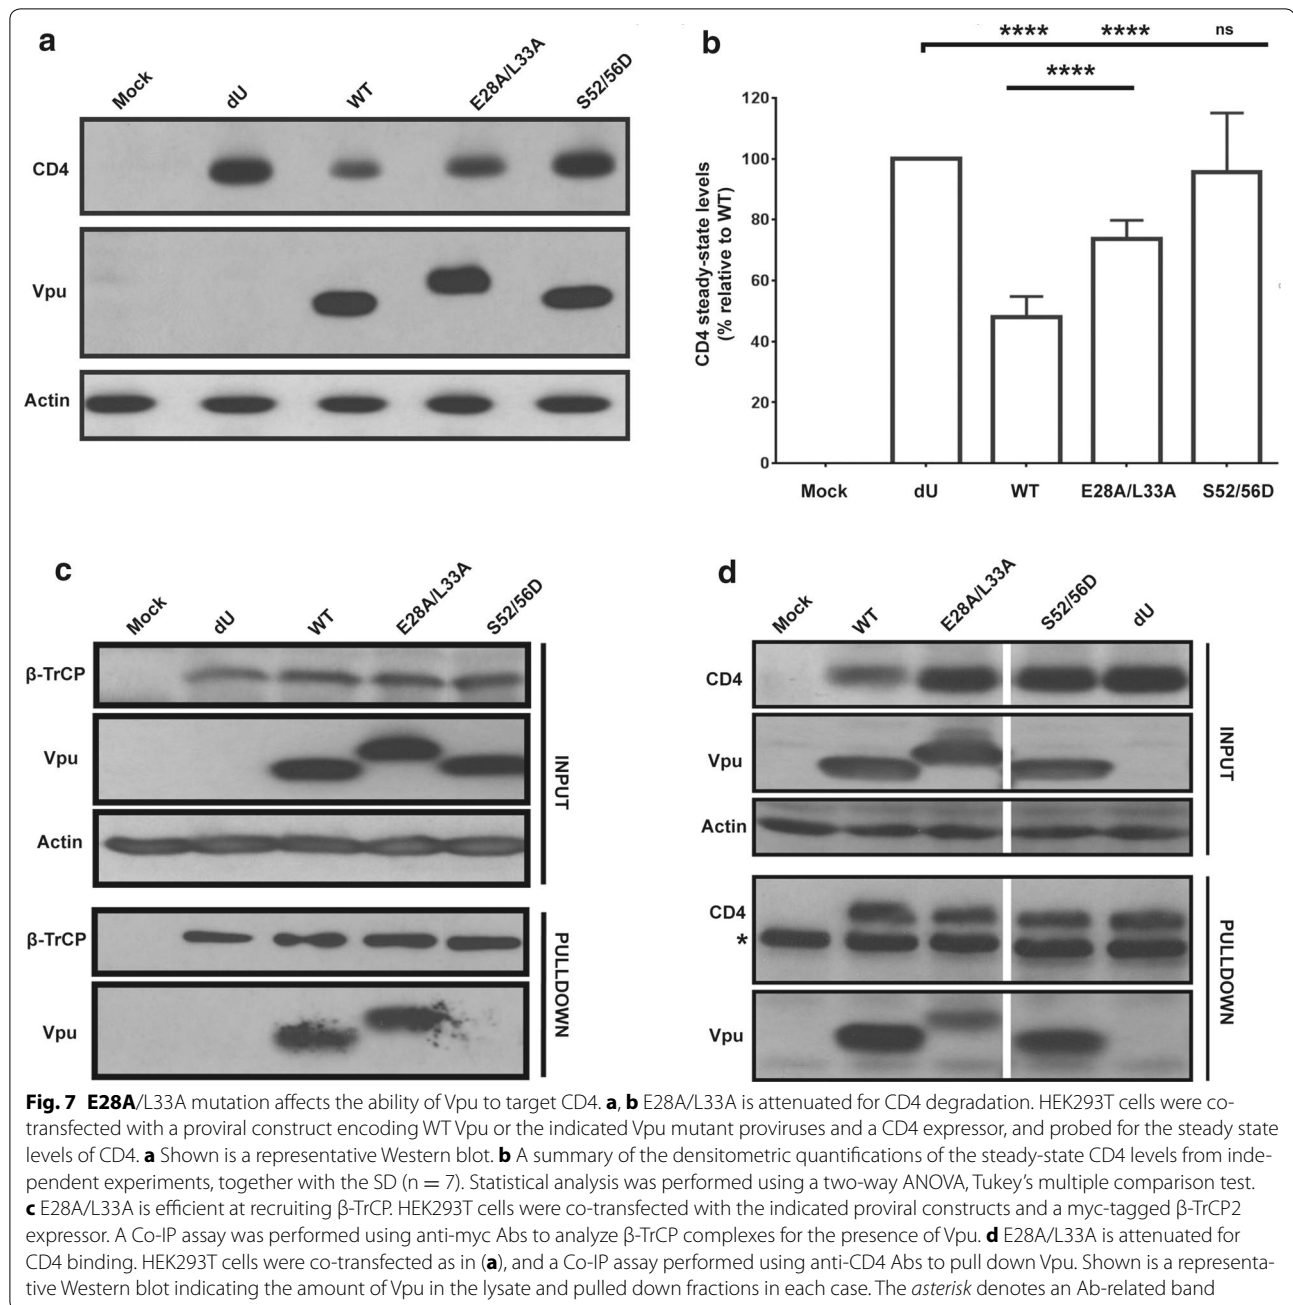 a
Mock dU WT E28A/L33A S52/56D
CD4
Vpu
Actin
b
**** **** ns
****
CD4 steady-state levels
(% relative to WT)
120
100
80
60
40
20
0
Mock dU WT E28A/L33A S52/56D
c
Mock dU WT E28A/L33A S52/56D
β-TrCP
Vpu
Actin
INPUT
β-TrCP
Vpu
PULLDOWN
d
Mock WT E28A/L33A S52/56D dU
CD4
Vpu
Actin
INPUT
CD4
*
Vpu
PULLDOWN
Fig. 7 E28A/L33A mutation affects the ability of Vpu to target CD4. a, b E28A/L33A is attenuated for CD4 degradation. HEK293T cells were co-
transfected with a proviral construct encoding WT Vpu or the indicated Vpu mutant proviruses and a CD4 expressor, and probed for the steady state
levels of CD4. a Shown is a representative Western blot. b A summary of the densitometric quantifications of the steady-state CD4 levels from inde-
pendent experiments, together with the SD (n = 7). Statistical analysis was performed using a two-way ANOVA, Tukey's multiple comparison test.
c E28A/L33A is efficient at recruiting β-TrCP. HEK293T cells were co-transfected with the indicated proviral constructs and a myc-tagged β-TrCP2
expressor. A Co-IP assay was performed using anti-myc Abs to analyze β-TrCP complexes for the presence of Vpu. d E28A/L33A is attenuated for
CD4 binding. HEK293T cells were co-transfected as in (a), and a Co-IP assay performed using anti-CD4 Abs to pull down Vpu. Shown is a representa-
tive Western blot indicating the amount of Vpu in the lysate and pulled down fractions in each case. The asterisk denotes an Ab-related band